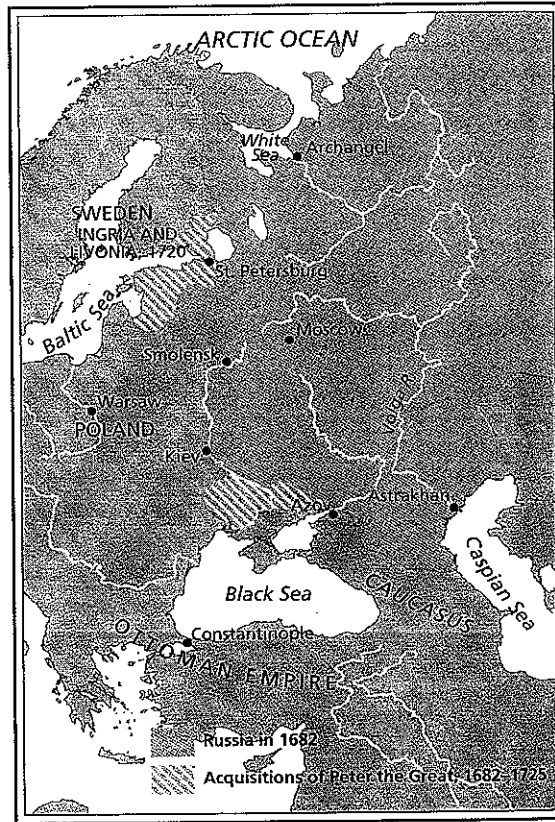 ARCTIC OCEAN
White
Sea
Archangel
SWEDEN
INGRIA AND
LIVONIA, 1720
St. Petersburg
Baltic Sea
Moscow
Smolensk
Volga R.
Warsaw
POLAND
Kiev
Azov
Astrakhan
Caspian Sea
Black Sea
CAUCASUS
Constantinople
OTTOMAN EMPIRE
Russia in 1682
Acquisitions of Peter the Great, 1682–1725